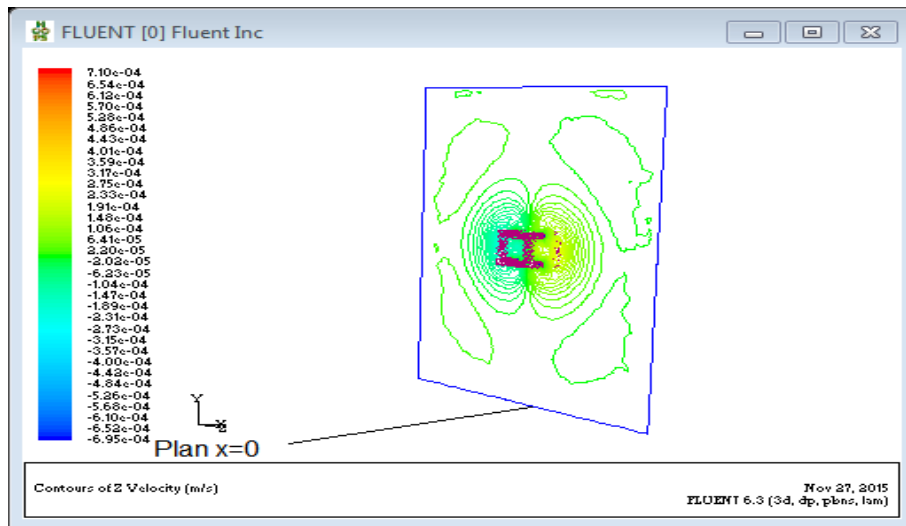 FLUENT [0] Fluent Inc
7.10e-04
6.54e-04
6.12e-04
5.70e-04
5.28e-04
4.86e-04
4.43e-04
4.01e-04
3.59e-04
3.17e-04
2.75e-04
2.33e-04
1.91e-04
1.48e-04
1.06e-04
6.41e-05
2.20e-05
-2.02e-05
-6.23e-05
-1.04e-04
-1.47e-04
-1.89e-04
-2.31e-04
-2.73e-04
-3.15e-04
-3.57e-04
-4.00e-04
-4.42e-04
-4.84e-04
-5.26e-04
-5.68e-04
-6.10e-04
-6.52e-04
-6.95e-04
Y
Plan x=0
Contours of Z Velocity (m/s)
Nov 27, 2015
FLUENT 6.3 (3d, dp, pbns, lam)